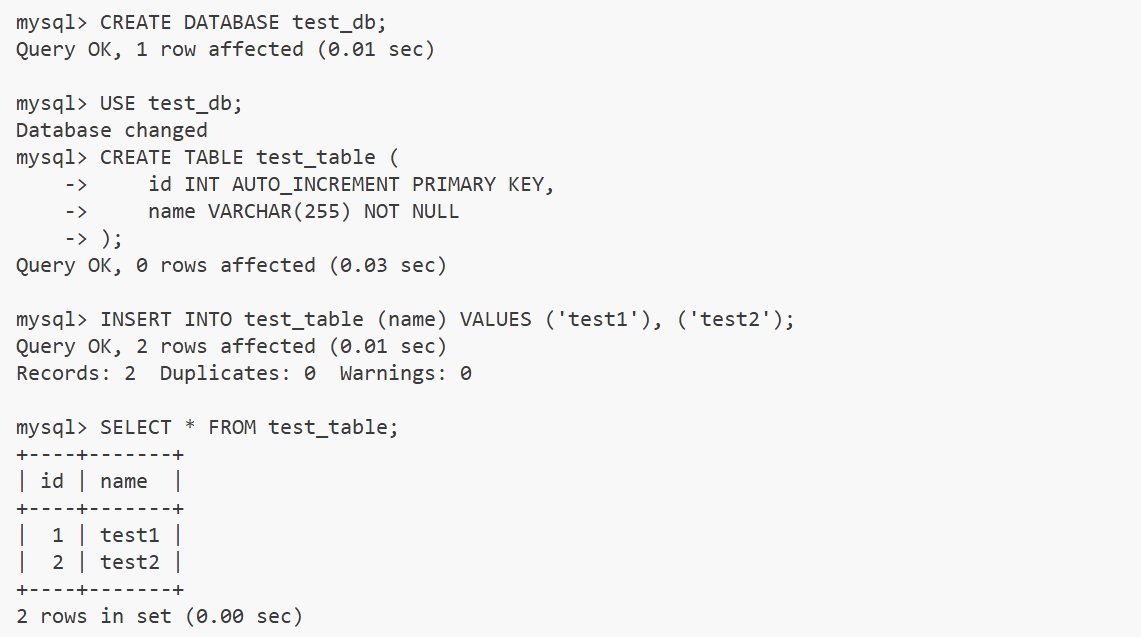 mysql> CREATE DATABASE test_db;
Query OK, 1 row affected (0.01 sec)

mysql> USE test_db;
Database changed
mysql> CREATE TABLE test_table (
    ->     id INT AUTO_INCREMENT PRIMARY KEY,
    ->     name VARCHAR(255) NOT NULL
    -> );
Query OK, 0 rows affected (0.03 sec)

mysql> INSERT INTO test_table (name) VALUES ('test1'), ('test2');
Query OK, 2 rows affected (0.01 sec)
Records: 2  Duplicates: 0  Warnings: 0

mysql> SELECT * FROM test_table;
+----+-------+
| id | name  |
+----+-------+
|  1 | test1 |
|  2 | test2 |
+----+-------+
2 rows in set (0.00 sec)